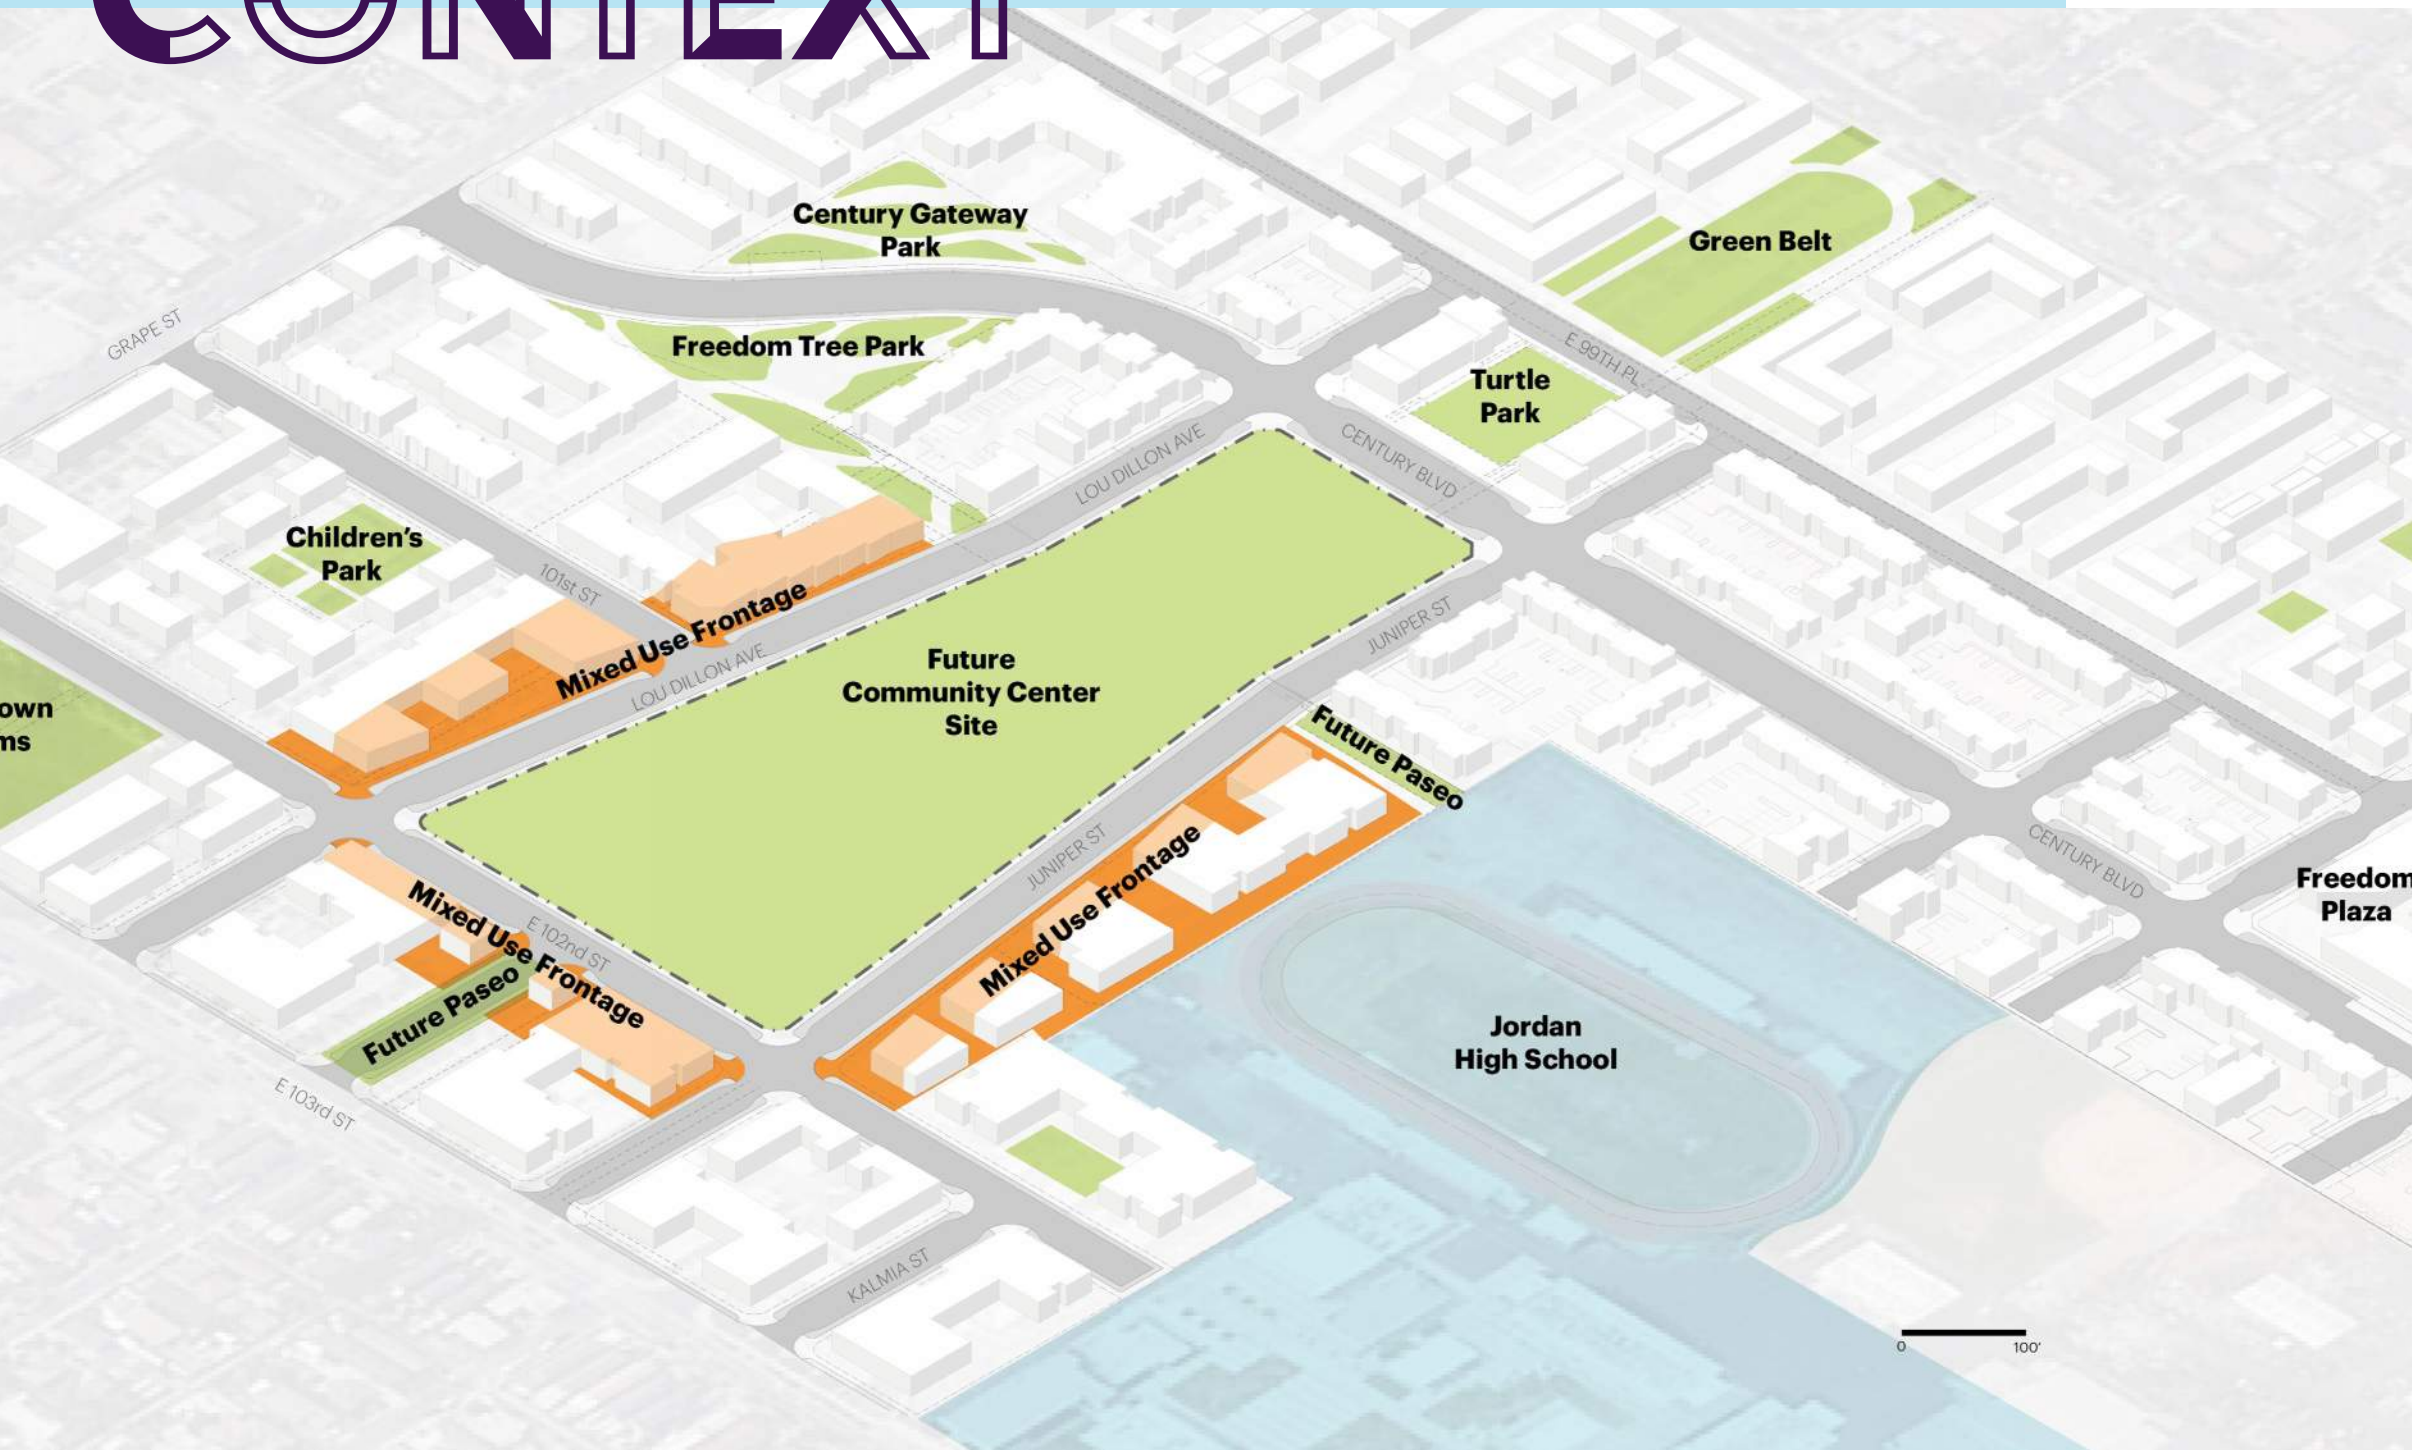 CONTEXT
Century Gateway
Park
Green Belt
GRAPE ST
Freedom Tree Park
E 99TH PL
Turtle
Park
LOU DILLON AVE
CENTURY BLVD
Children's
Park
101st ST
Mixed Use Frontage
LOU DILLON AVE
JUNIPER ST
Future
Community Center
Site
own
ms
Future Paseo
JUNIPER ST
Mixed Use Frontage
CENTURY BLVD
Freedom
Plaza
Mixed Use Frontage
E 102nd ST
Future Paseo
Jordan
High School
E 103rd ST
KALMIA ST
0 100'